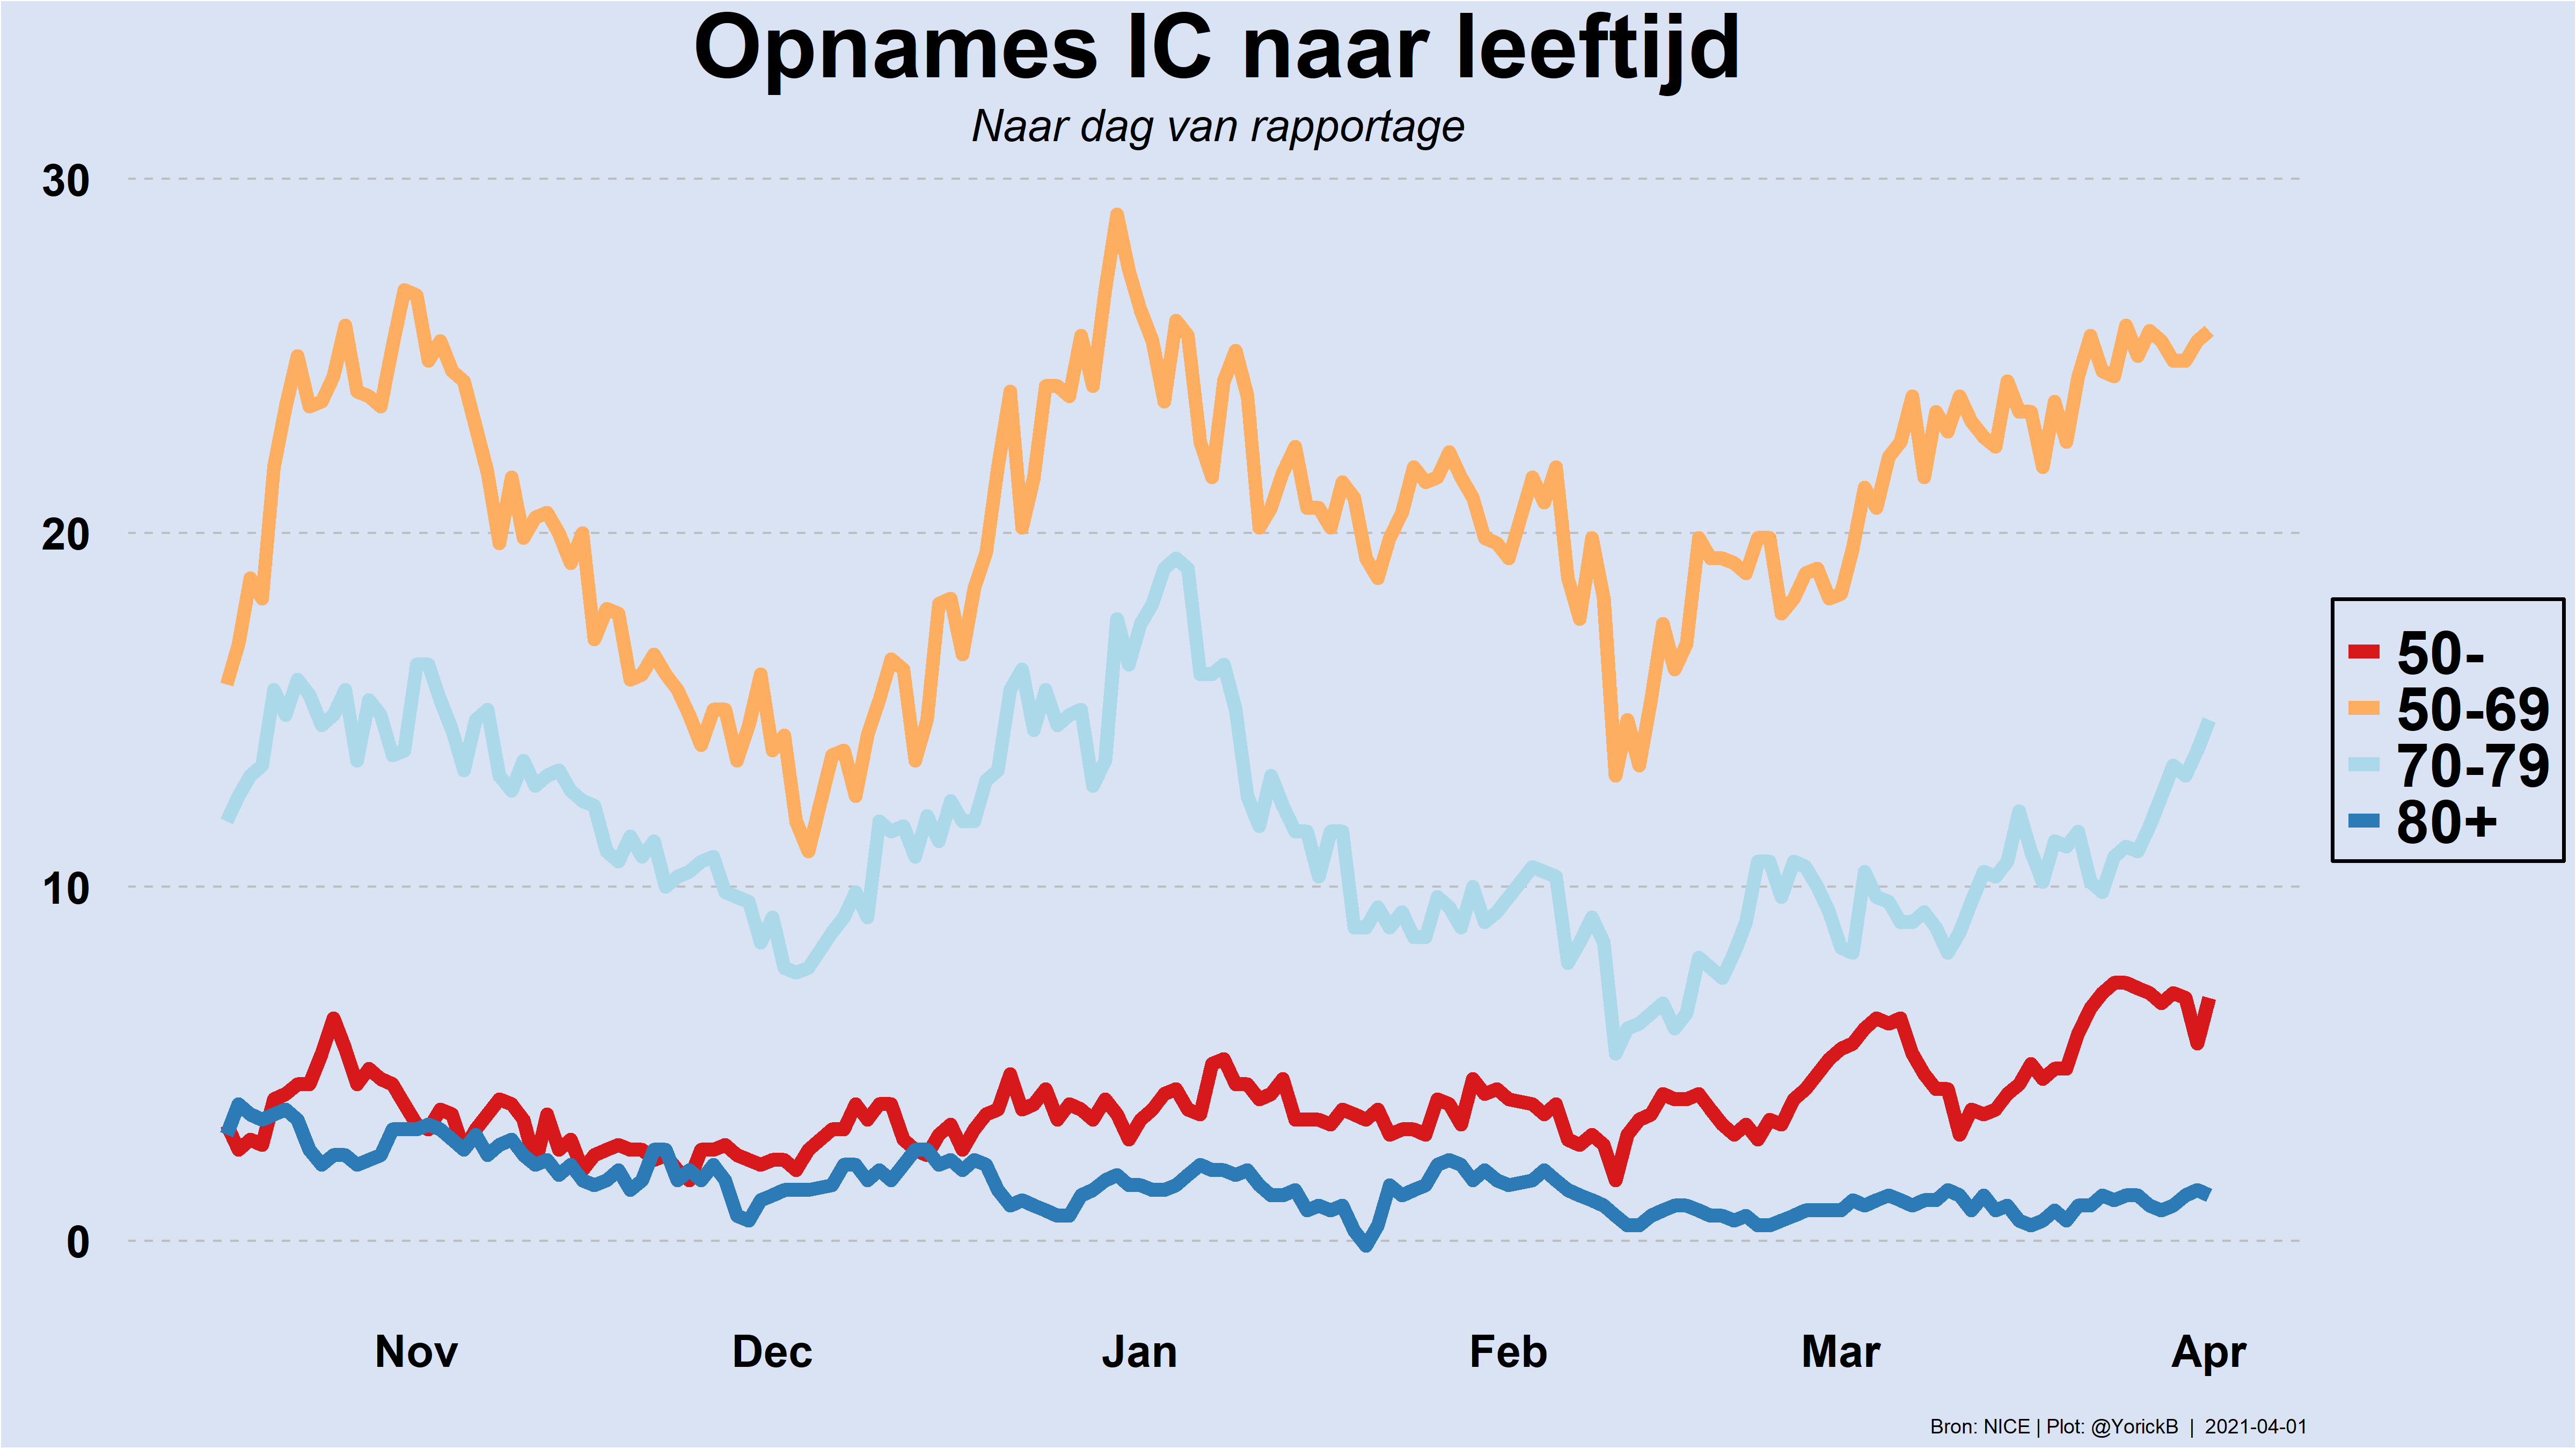 Opnames IC naar leeftijd
Naar dag van rapportage
30
20
10
0
50-
50-69
70-79
80+
Nov Dec Jan Feb Mar Apr
Bron: NICE | Plot: @YorickB | 2021-04-01